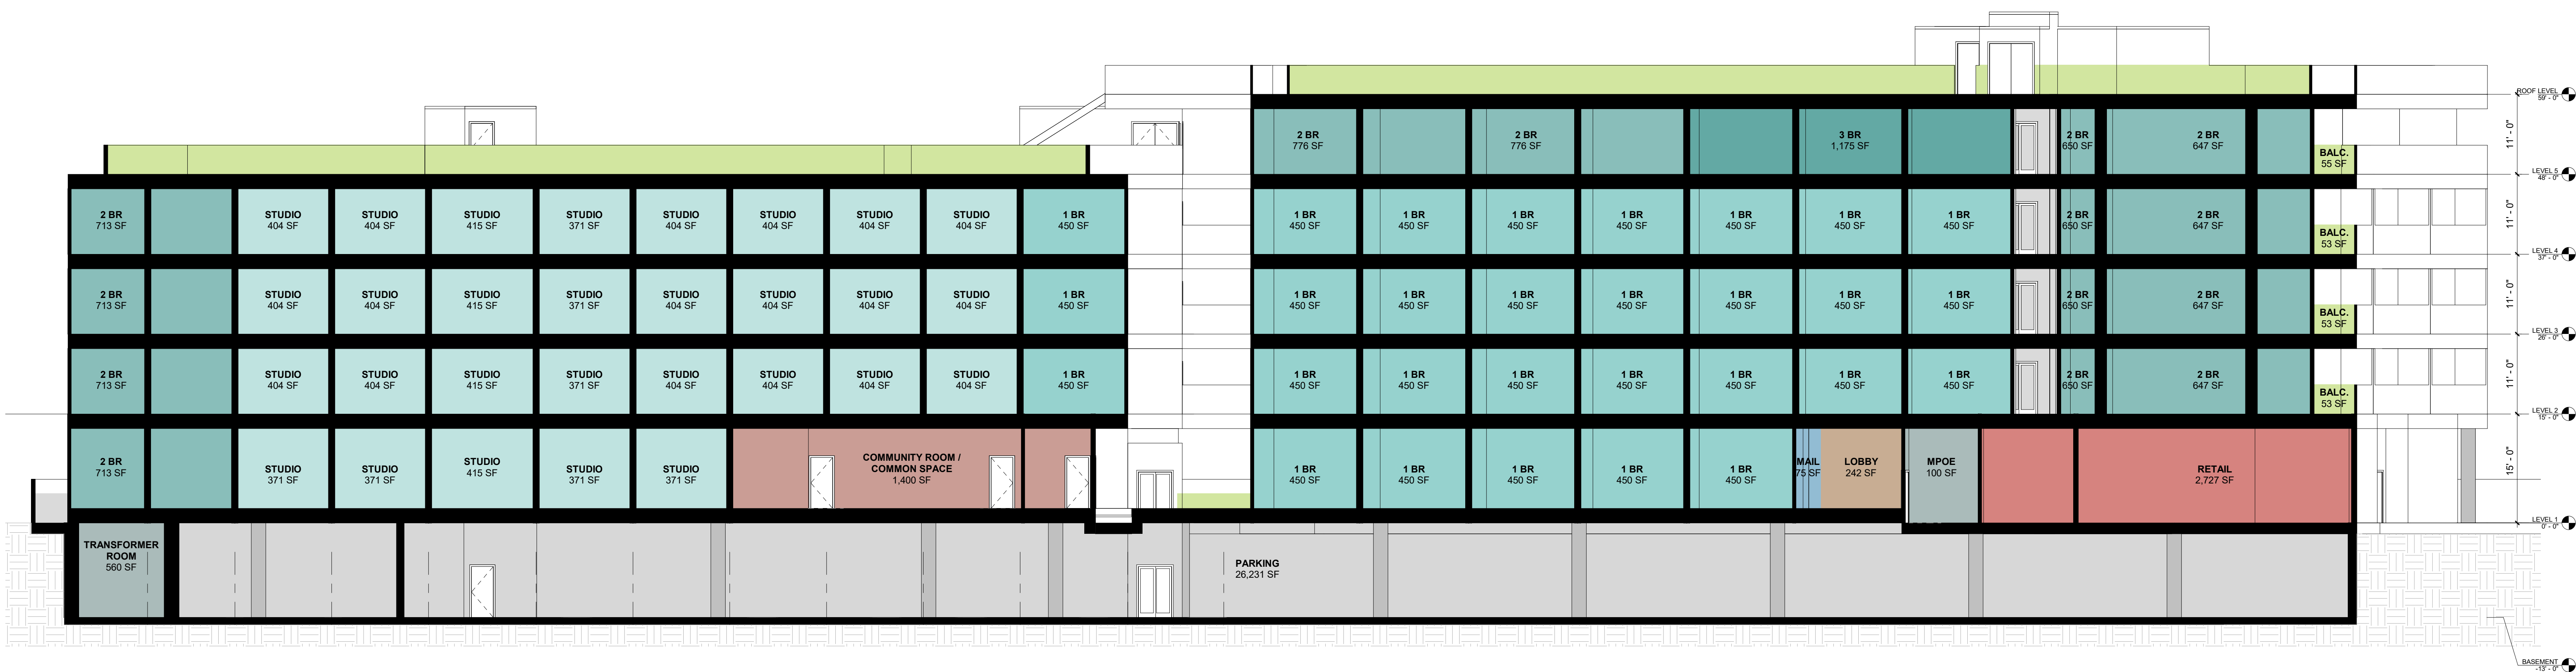 ROOF LEVEL
59' - 0"
11' - 0"
2 BR
776 SF
2 BR
776 SF
3 BR
1,175 SF
2 BR
650 SF
2 BR
647 SF
BALC.
55 SF
LEVEL 5
48' - 0"
11' - 0"
2 BR
713 SF
STUDIO
404 SF
STUDIO
404 SF
STUDIO
415 SF
STUDIO
371 SF
STUDIO
404 SF
STUDIO
404 SF
STUDIO
404 SF
STUDIO
404 SF
1 BR
450 SF
1 BR
450 SF
1 BR
450 SF
1 BR
450 SF
1 BR
450 SF
1 BR
450 SF
1 BR
450 SF
1 BR
450 SF
2 BR
650 SF
2 BR
647 SF
BALC.
53 SF
LEVEL 4
37' - 0"
11' - 0"
2 BR
713 SF
STUDIO
404 SF
STUDIO
404 SF
STUDIO
415 SF
STUDIO
371 SF
STUDIO
404 SF
STUDIO
404 SF
STUDIO
404 SF
STUDIO
404 SF
1 BR
450 SF
1 BR
450 SF
1 BR
450 SF
1 BR
450 SF
1 BR
450 SF
1 BR
450 SF
1 BR
450 SF
1 BR
450 SF
2 BR
650 SF
2 BR
647 SF
BALC.
53 SF
LEVEL 3
26' - 0"
11' - 0"
2 BR
713 SF
STUDIO
404 SF
STUDIO
404 SF
STUDIO
415 SF
STUDIO
371 SF
STUDIO
404 SF
STUDIO
404 SF
STUDIO
404 SF
STUDIO
404 SF
1 BR
450 SF
1 BR
450 SF
1 BR
450 SF
1 BR
450 SF
1 BR
450 SF
1 BR
450 SF
1 BR
450 SF
1 BR
450 SF
2 BR
650 SF
2 BR
647 SF
BALC.
53 SF
LEVEL 2
15' - 0"
15' - 0"
2 BR
713 SF
STUDIO
371 SF
STUDIO
371 SF
STUDIO
415 SF
STUDIO
371 SF
STUDIO
371 SF
COMMUNITY ROOM /
COMMON SPACE
1,400 SF
1 BR
450 SF
1 BR
450 SF
1 BR
450 SF
1 BR
450 SF
1 BR
450 SF
MAIL
75 SF
LOBBY
242 SF
MPOE
100 SF
RETAIL
2,727 SF
LEVEL 1
0' - 0"
TRANSFORMER
ROOM
560 SF
PARKING
26,231 SF
BASEMENT
-13' - 0"